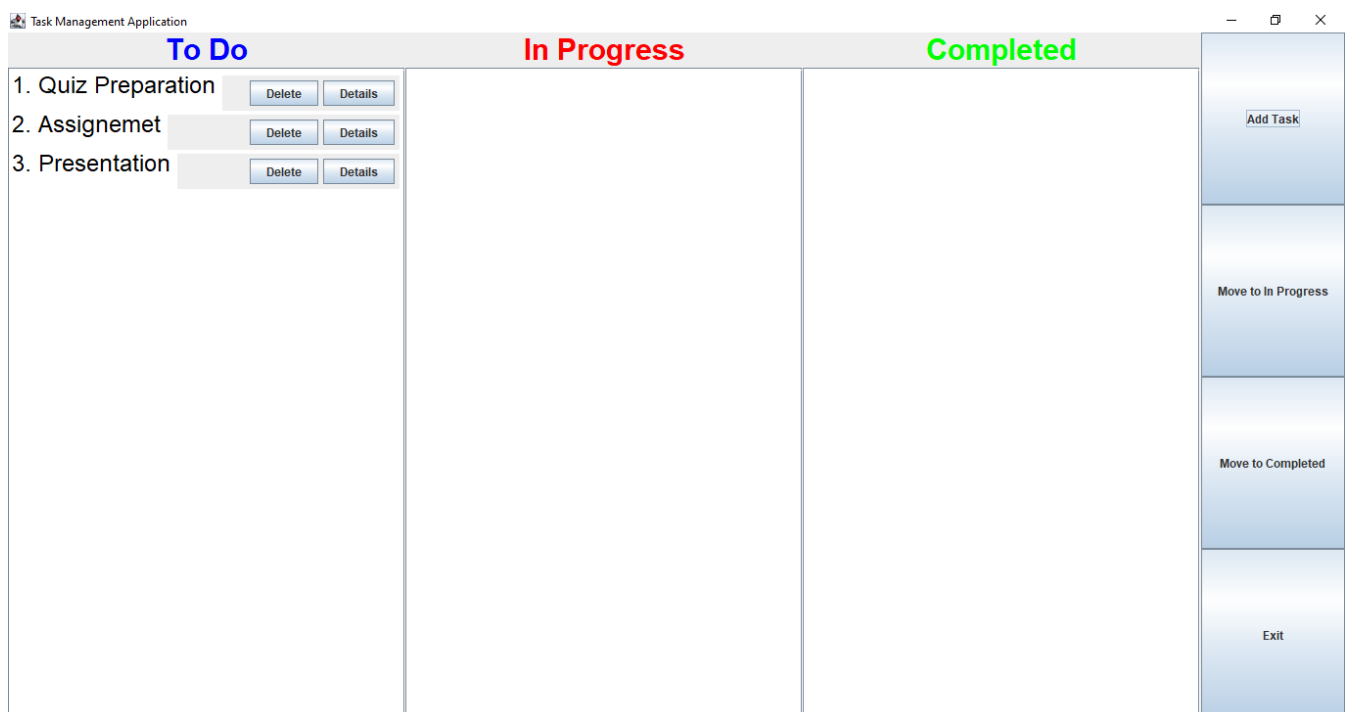 Task Management Application
To Do In Progress Completed
1. Quiz Preparation Delete Details
2. Assignemet Delete Details
3. Presentation Delete Details
Add Task
Move to In Progress
Move to Completed
Exit